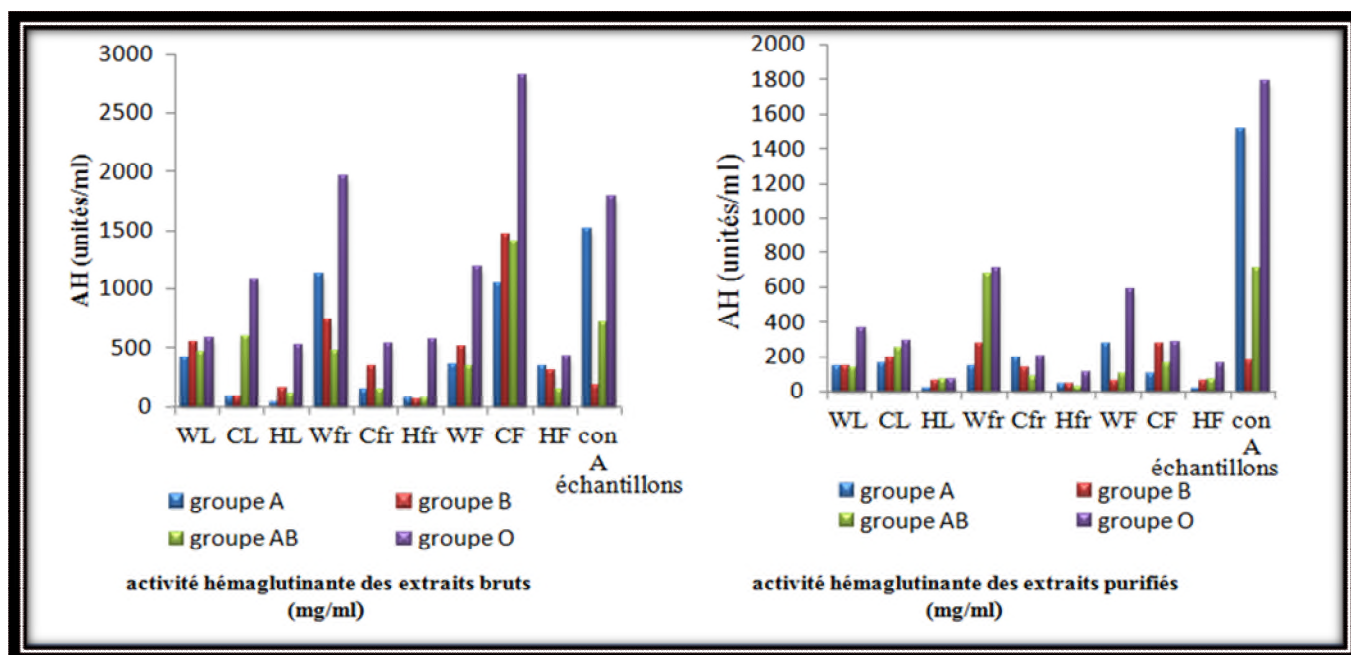 3000
2500
2000
1500
1000
500
0
AH (unités/ml)
WL CL HL Wfr Cfr Hfr WF CF HF con
A
échantillons
groupe A
groupe B
groupe AB
groupe O
activité hémaglutinante des extraits bruts
(mg/ml)
2000
1800
1600
1400
1200
1000
800
600
400
200
0
AH (unités/ml)
WL CL HL Wfr Cfr Hfr WF CF HF con
A
échantillons
groupe A
groupe B
groupe AB
groupe O
activité hémaglutinante des extraits purifiés
(mg/ml)